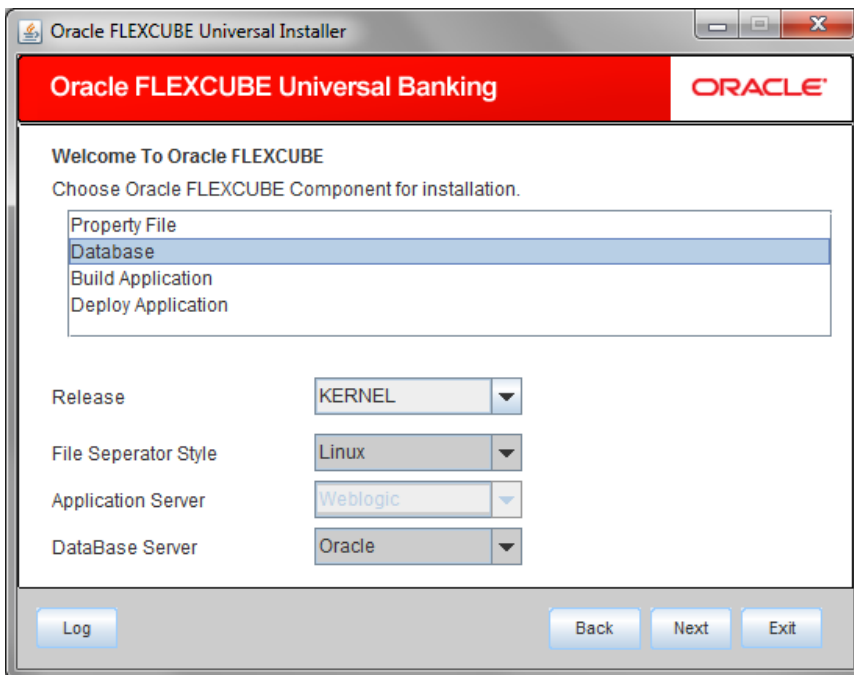 Oracle FLEXCUBE Universal Installer
Oracle FLEXCUBE Universal Banking
ORACLE
Welcome To Oracle FLEXCUBE
Choose Oracle FLEXCUBE Component for installation.
Property File
Database
Build Application
Deploy Application
Release KERNEL
File Seperator Style Linux
Application Server Weblogic
DataBase Server Oracle
Log Back Next Exit